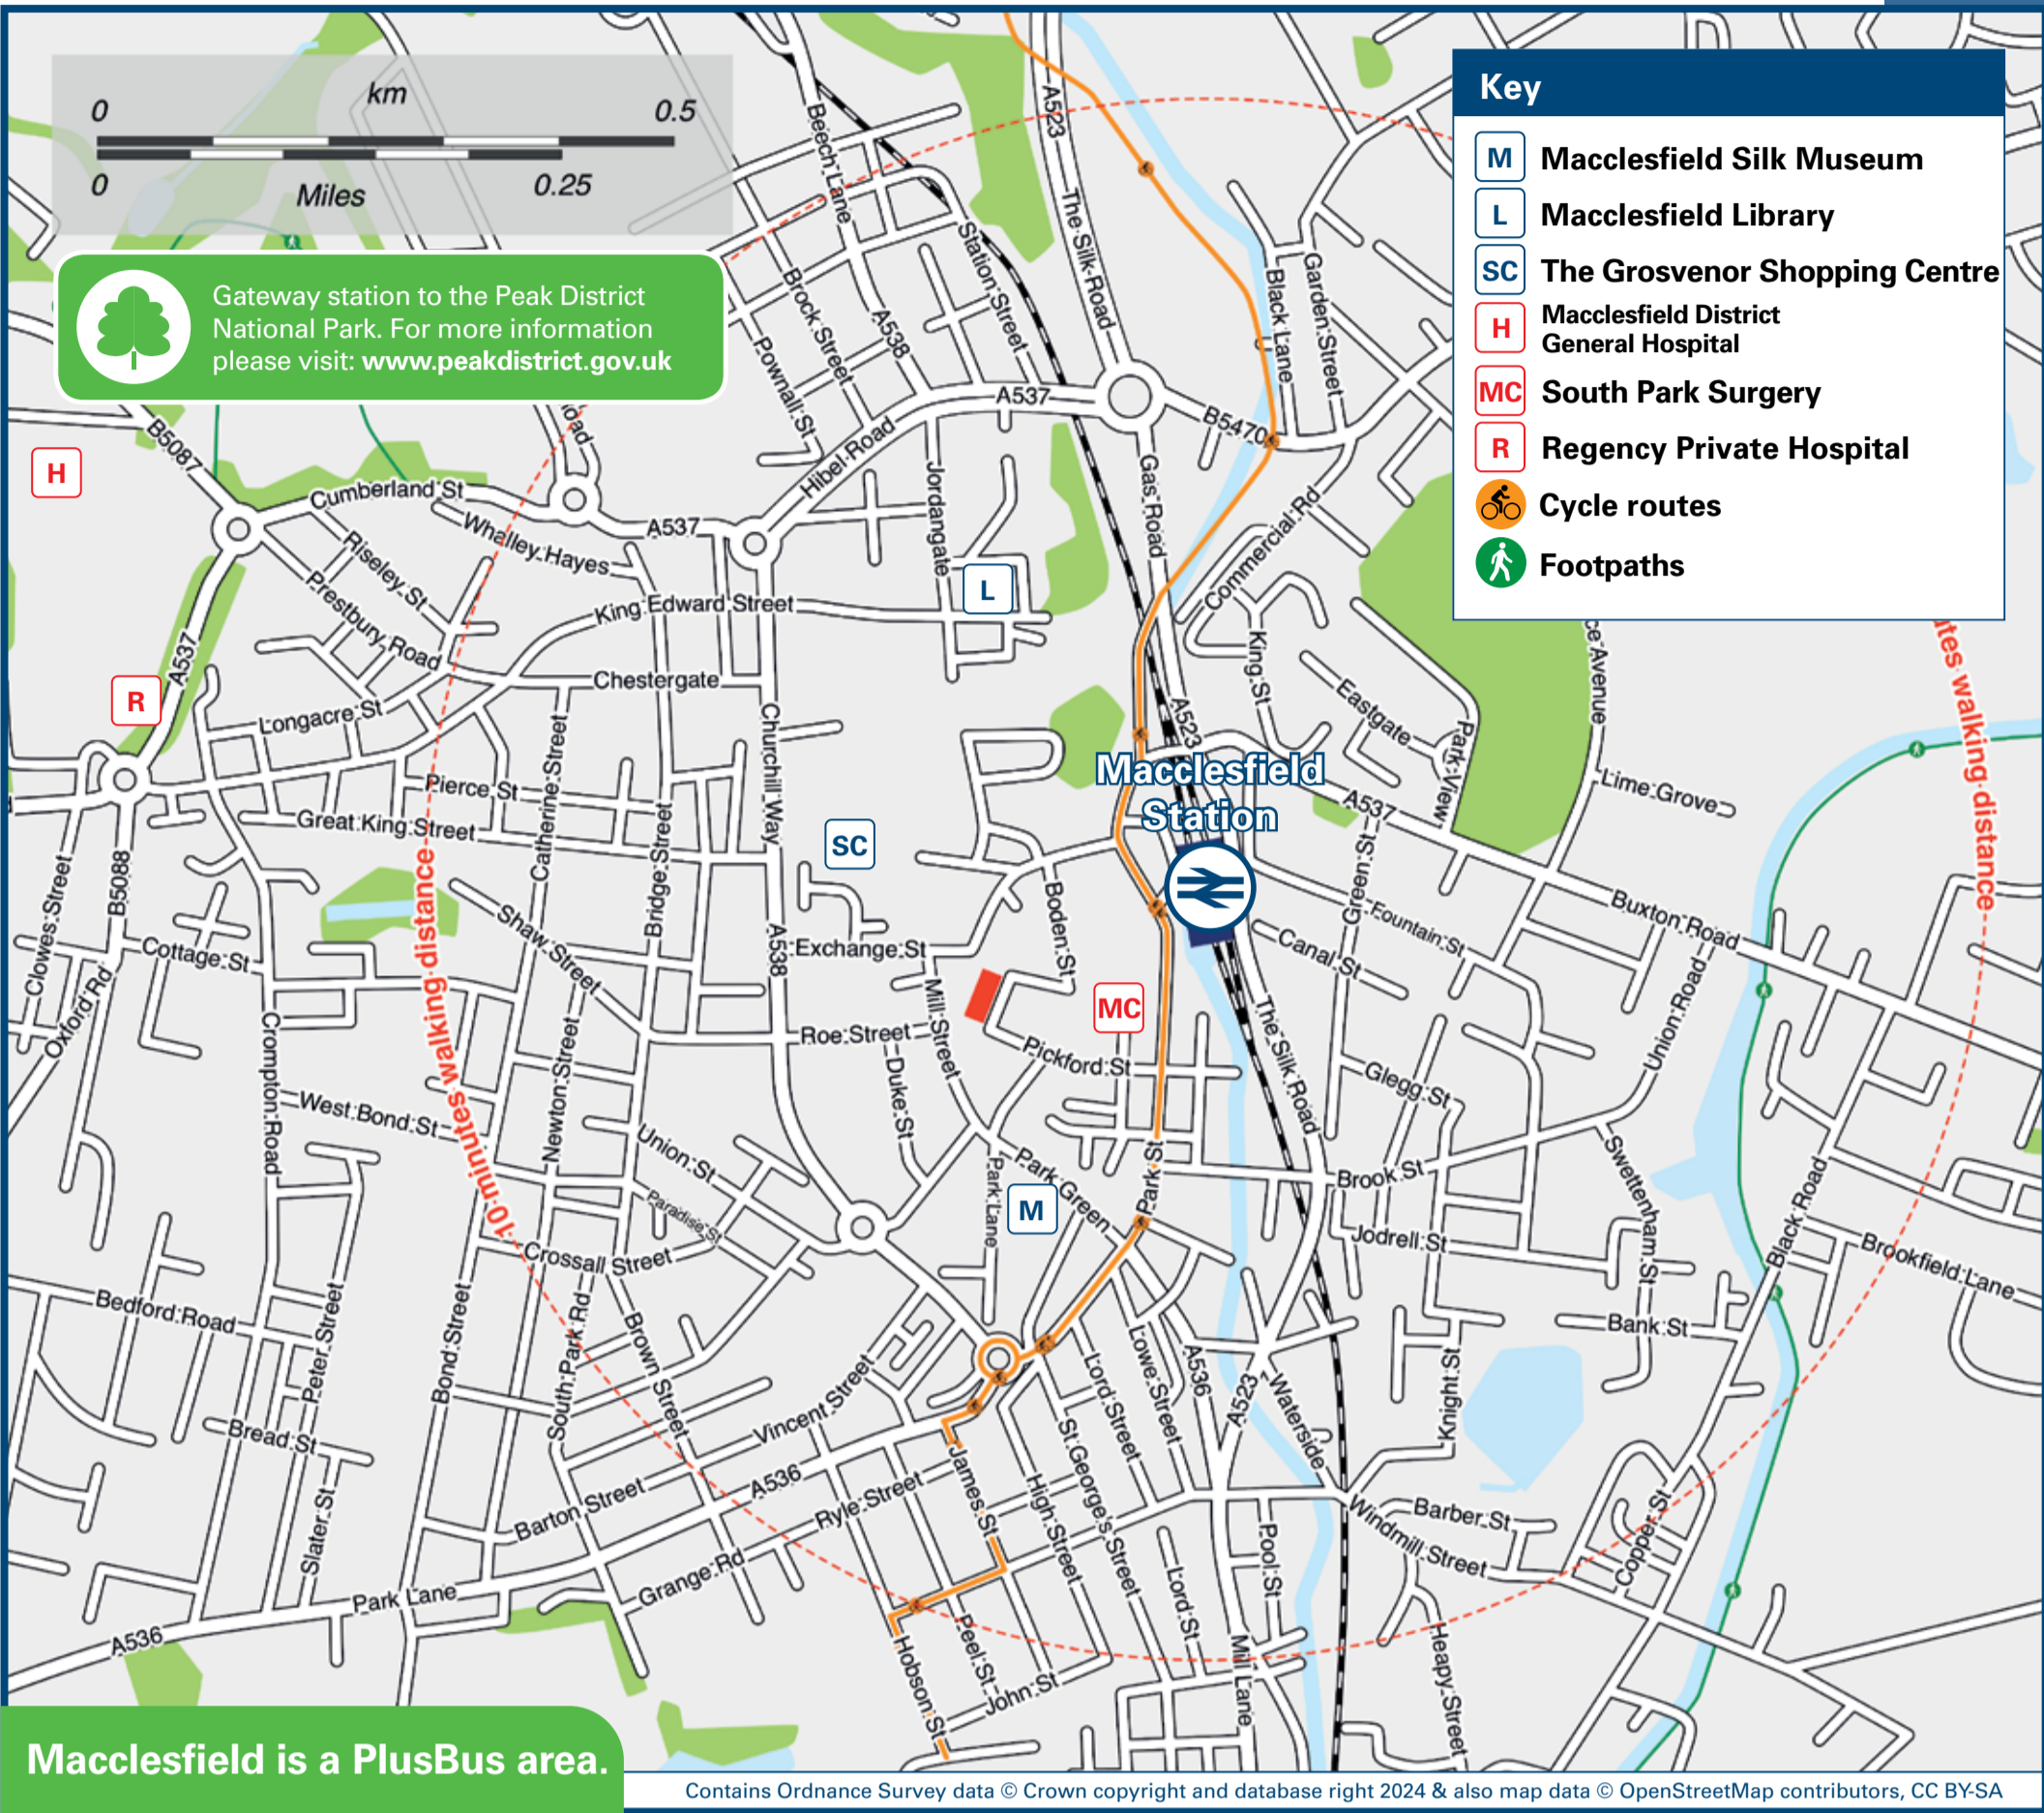 km
0
0.5
0
0.25
Miles
Gateway station to the Peak District
National Park. For more information
please visit: www.peakdistrict.gov.uk
Key
M Macclesfield Silk Museum
L Macclesfield Library
SC The Grosvenor Shopping Centre
H Macclesfield District
General Hospital
MC South Park Surgery
R Regency Private Hospital
Cycle routes
Footpaths
A523
The Silk Road
Beech Lane
Station Street
Brock Street
A538
Pownall St
Black Lane
Garden Street
A537
B5470
Hibel Road
Jordangate
Gas Road
Commercial Rd
B5087
H
Cumberland St
Whalley Hayes
A537
Riseley St
Prestbury Road
King Edward Street
L
King St
Eastgate
Park View
A537
R
Longacre St
Chestergate
Churchill Way
A523
Macclesfield
Station
Lime Grove
A537
Pierce St
Great King Street
Catherine Street
Bridge Street
SC
Green St
Fountain St
Buxton Road
Canal St
Clowes Street
B5088
Cottage St
Oxford Rd
Shaw Street
A538
Exchange St
Boden St
Mill Street
MC
The Silk Road
Union Road
Crompton Road
Roe Street
Duke St
Pickford St
Glegg St
West Bond St
Newton Street
Union St
Paradise St
Park Lane
Park Green
M
Park St
Brook St
Jodrell St
Swettenham St
Black Road
Brookfield Lane
Bank St
Crossall Street
Bedford Road
Peter Street
Bond Street
South Park Rd
Brown Street
Vincent Street
Lord Street
Lowe Street
A536
A523
Waterside
Knight St
Bread St
Slater St
Barton Street
A536
Ryle Street
James St
High Street
St George's Street
Barber St
Windmill Street
Copper St
Grange Rd
Park Lane
A536
Hobson St
Peel St
John St
Lord St
Pool St
Mill Lane
Heapy Street
10 minutes walking distance
walking distance
Macclesfield is a PlusBus area.
Contains Ordnance Survey data © Crown copyright and database right 2024 & also map data © OpenStreetMap contributors, CC BY-SA